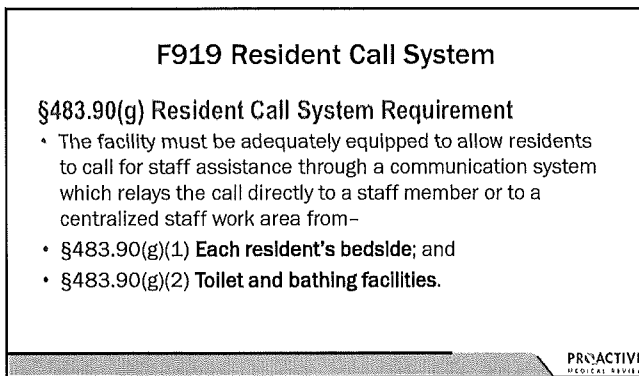 F919 Resident Call System
§483.90(g) Resident Call System Requirement
• The facility must be adequately equipped to allow residents
to call for staff assistance through a communication system
which relays the call directly to a staff member or to a
centralized staff work area from–
• §483.90(g)(1) Each resident's bedside; and
• §483.90(g)(2) Toilet and bathing facilities.
PROACTIVE
MEDICAL REVIEW